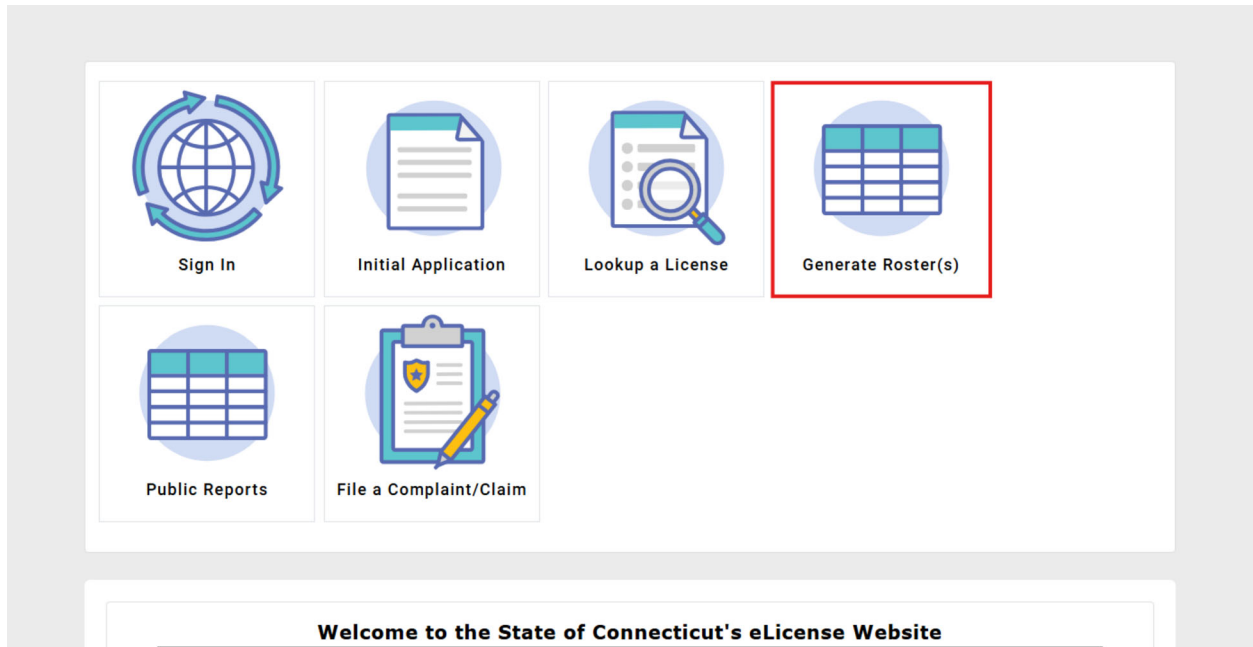 Sign In
Initial Application
Lookup a License
Generate Roster(s)
Public Reports
File a Complaint/Claim
Welcome to the State of Connecticut's eLicense Website